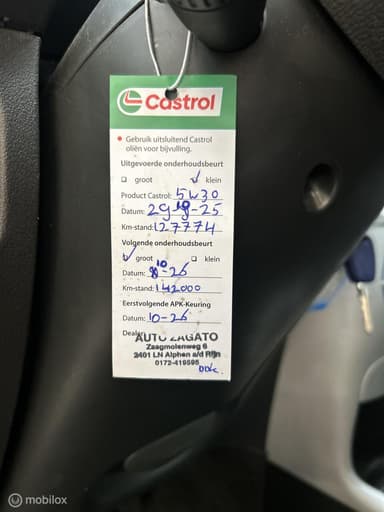 Castrol
Gebruik uitsluitend Castrol
oliën voor bijvulling.
Uitgevoerde onderhoudsbeurt
groot klein
Product Castrol: 5W30
Datum: 29-10-25
Km-stand: 127774
Volgende onderhoudsbeurt
groot klein
Datum: 10-26
Km-stand: 142000
Eerstvolgende APK-Keuring
Datum: 10-26
Dealer:
AUTO ZAGATO
Zaagmolenweg 6
2401 LN Alphen a/d Rijn
0172-419595
mobilox